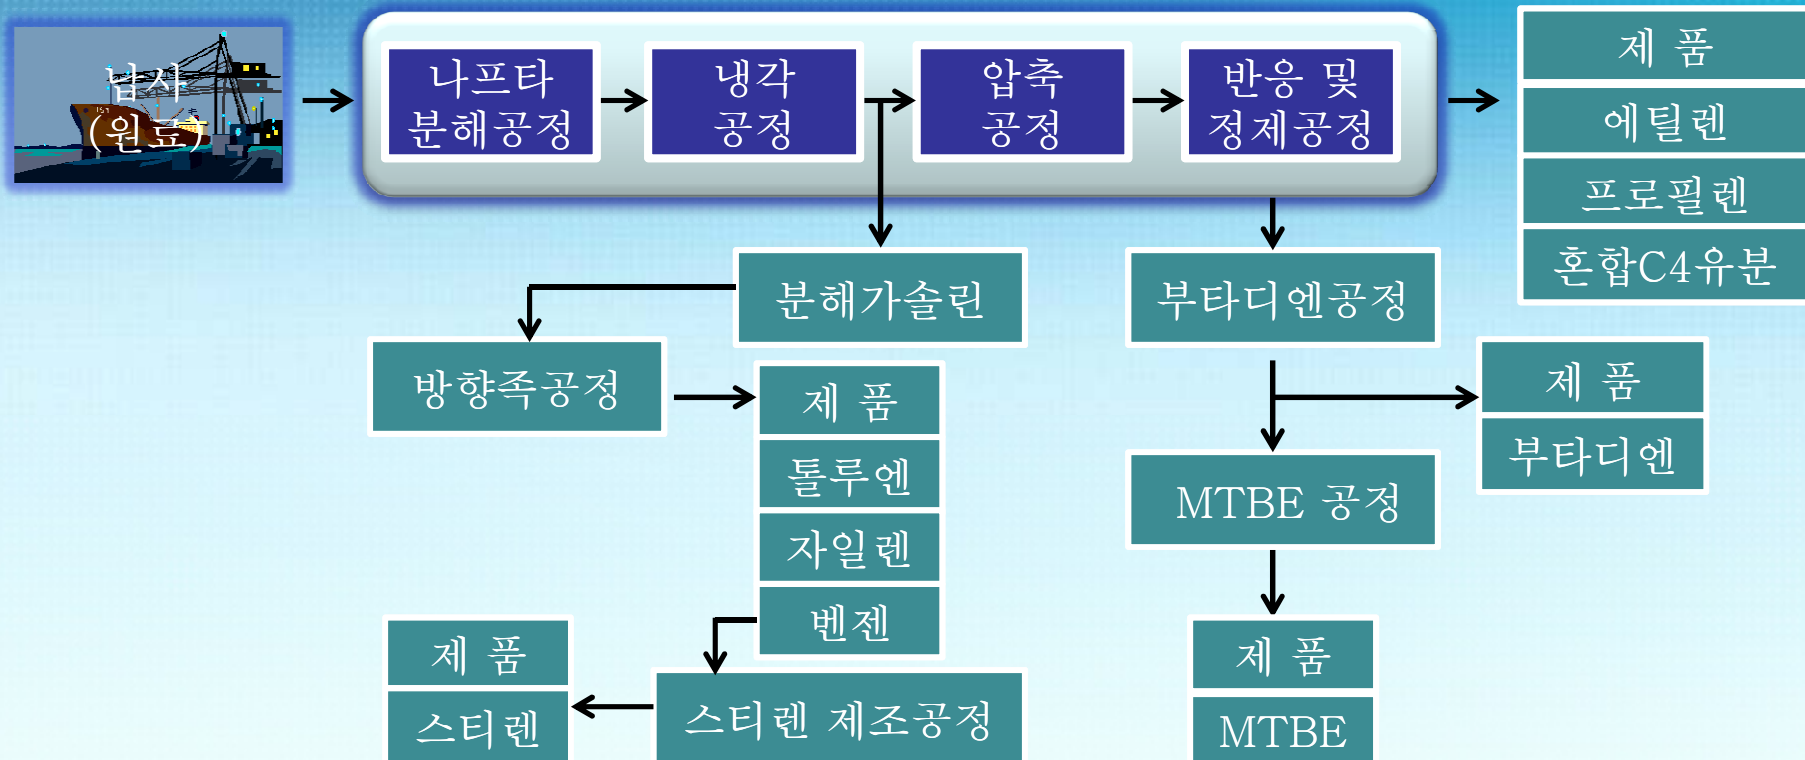 납사
(원료)
나프타
분해공정
냉각
공정
압축
공정
반응 및
정제공정
제 품
에틸렌
프로필렌
혼합C4유분
분해가솔린
부타디엔공정
방향족공정
제 품
톨루엔
자일렌
벤젠
제 품
부타디엔
MTBE 공정
제 품
스티렌
스티렌 제조공정
제 품
MTBE